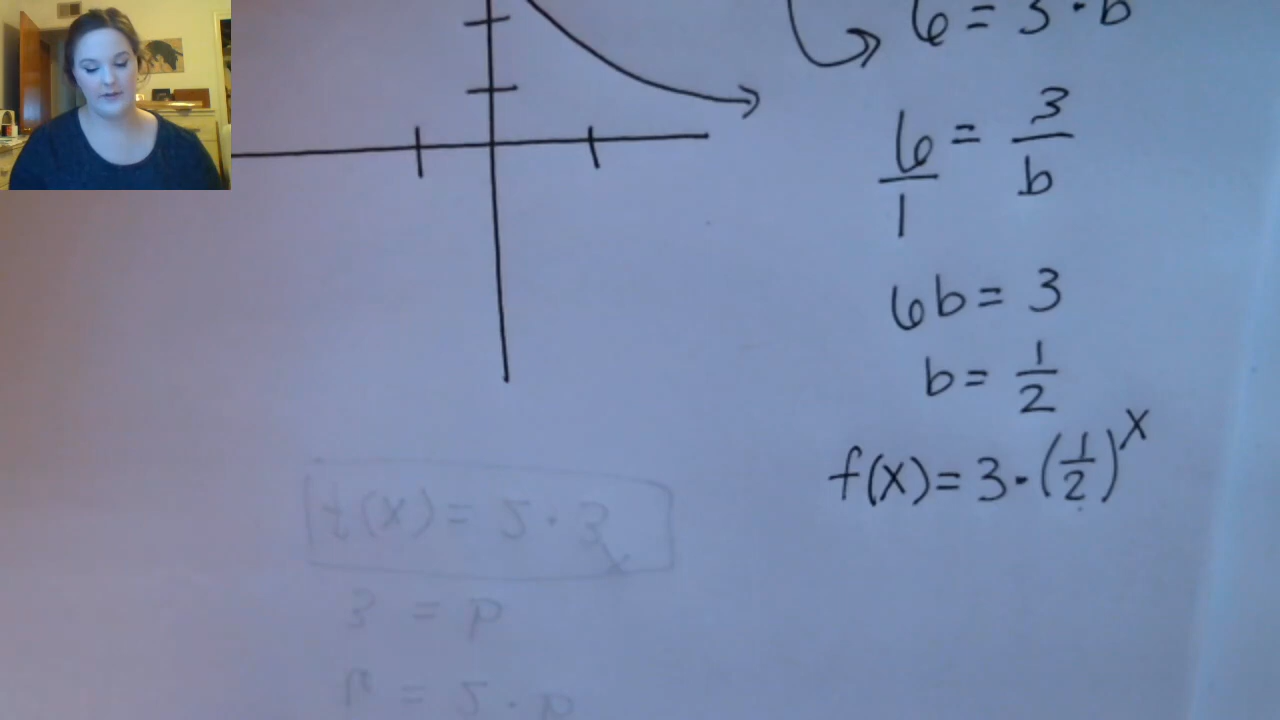 6 = 3 · b
6/1 = 3/b
6b = 3
b = 1/2
f(x) = 3 · (1/2)^x